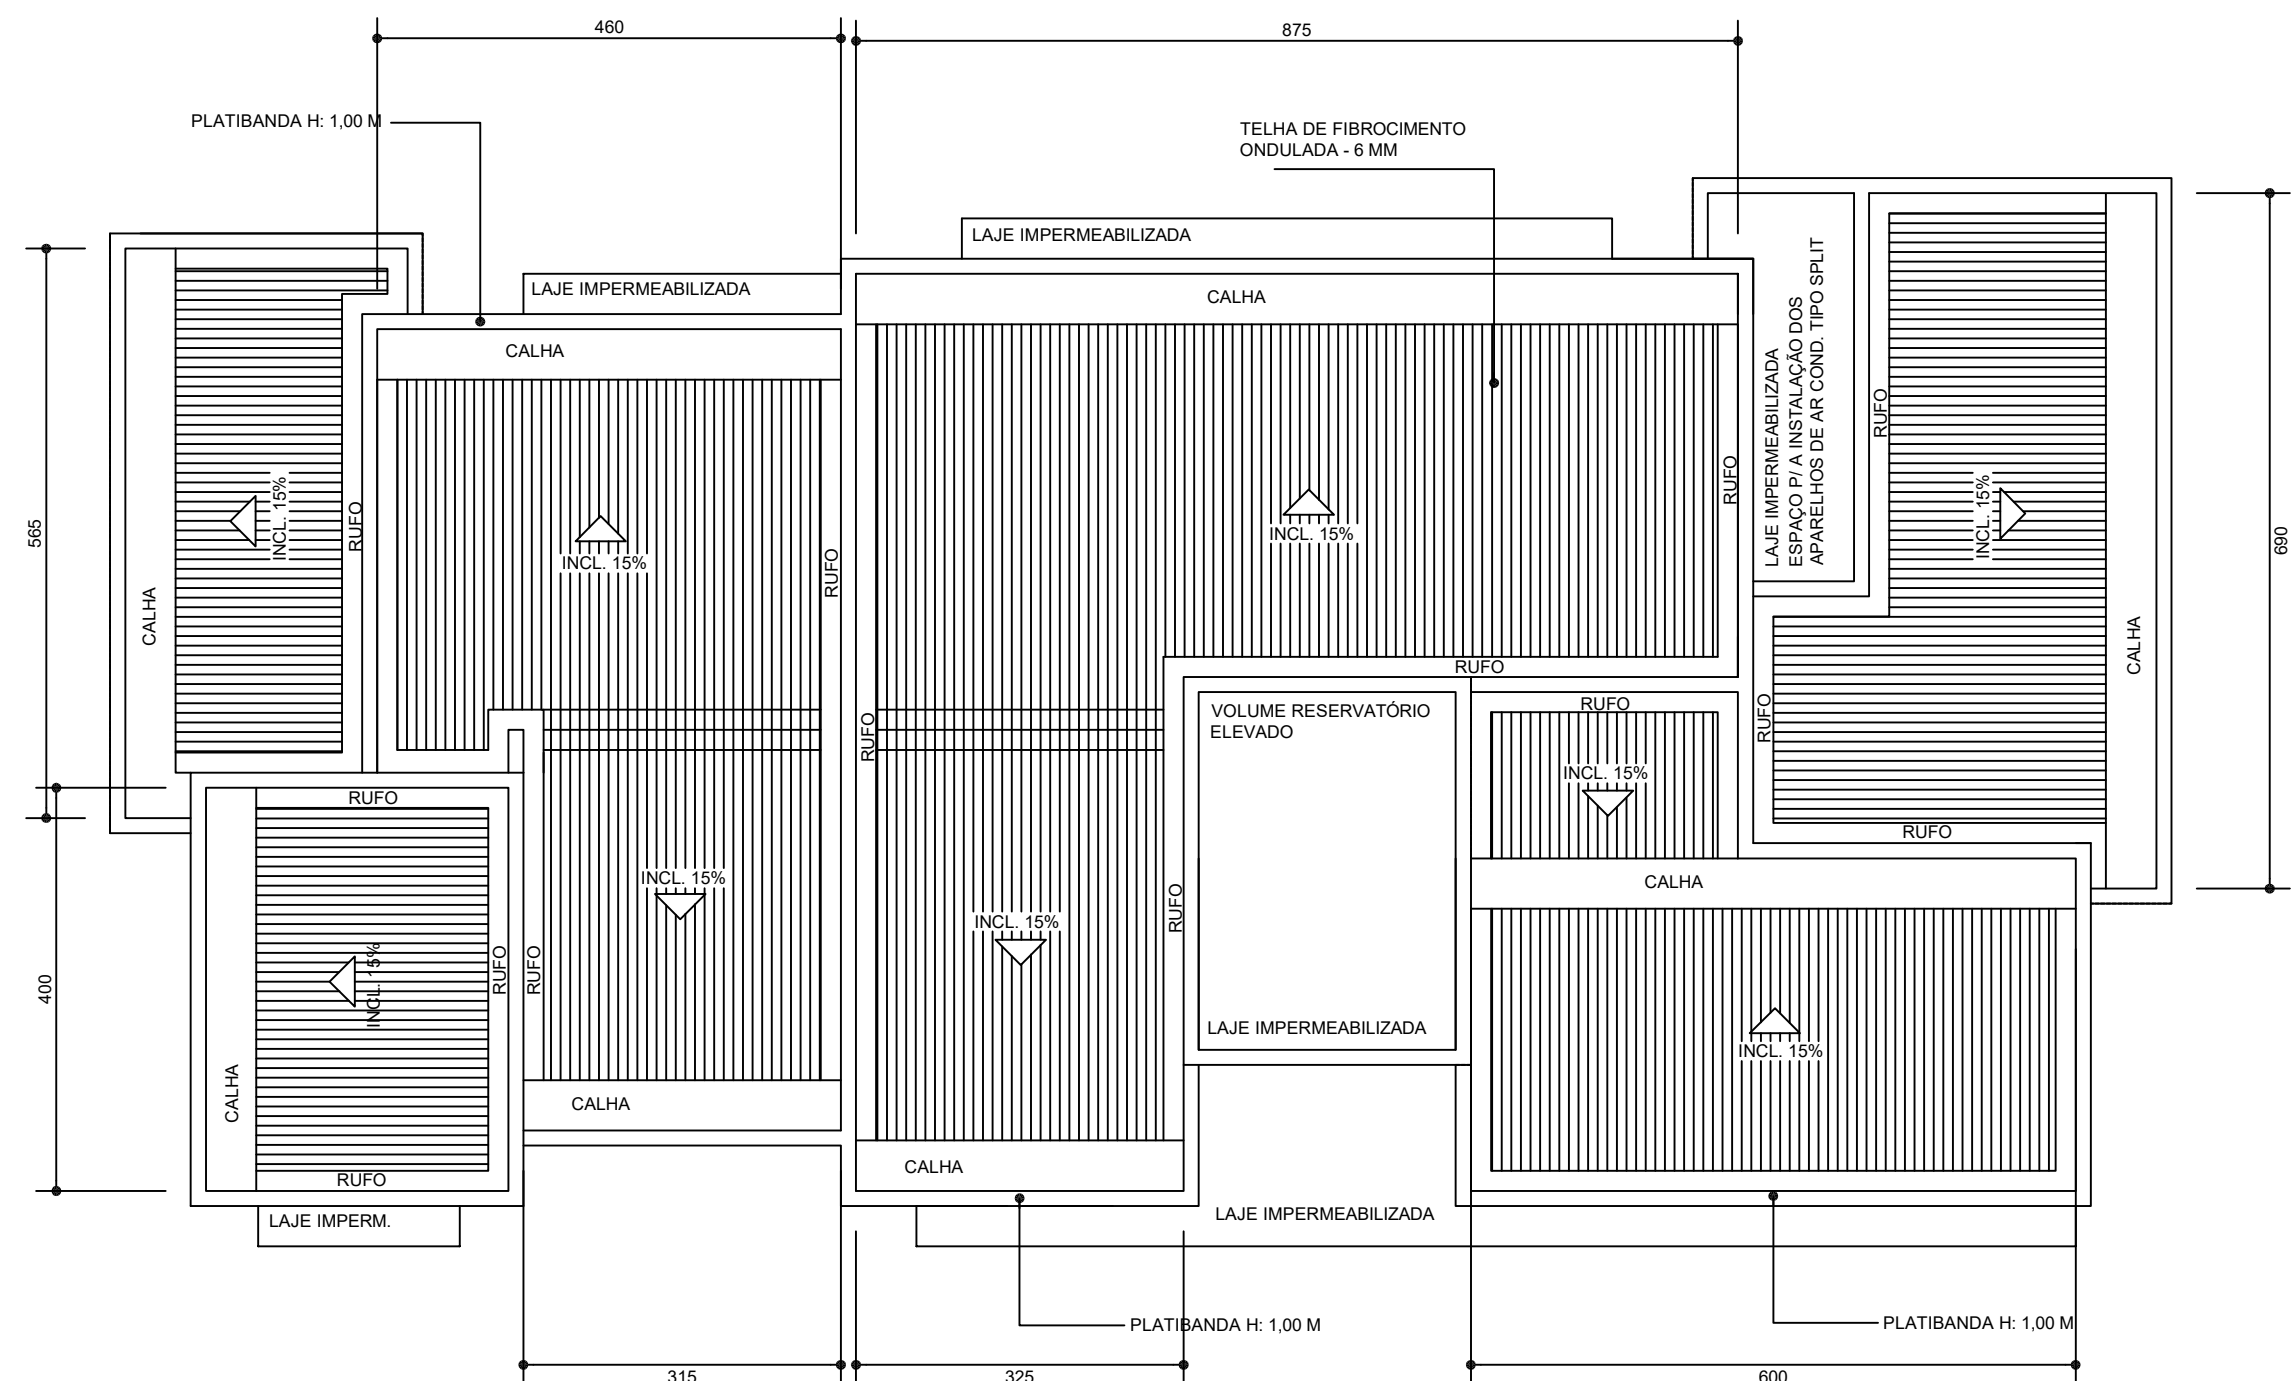 460
875
PLATIBANDA H: 1,00 M
TELHA DE FIBROCIMENTO
ONDULADA - 6 MM
LAJE IMPERMEABILIZADA
LAJE IMPERMEABILIZADA
CALHA
CALHA
LAJE IMPERMEABILIZADA
ESPAÇO P/ A INSTALAÇÃO DOS
APARELHOS DE AR COND. TIPO SPLIT
RUFO
RUFO
INCL. 15%
INCL. 15%
RUFO
INCL. 15%
INCL. 15%
565
690
RUFO
CALHA
CALHA
RUFO
RUFO
RUFO
RUFO
VOLUME RESERVATÓRIO
ELEVADO
INCL. 15%
RUFO
RUFO
INCL. 15%
CALHA
RUFO
INCL. 15%
INCL. 15%
RUFO
RUFO
400
LAJE IMPERMEABILIZADA
INCL. 15%
CALHA
CALHA
CALHA
RUFO
LAJE IMPERM.
LAJE IMPERMEABILIZADA
PLATIBANDA H: 1,00 M
PLATIBANDA H: 1,00 M
315
325
600